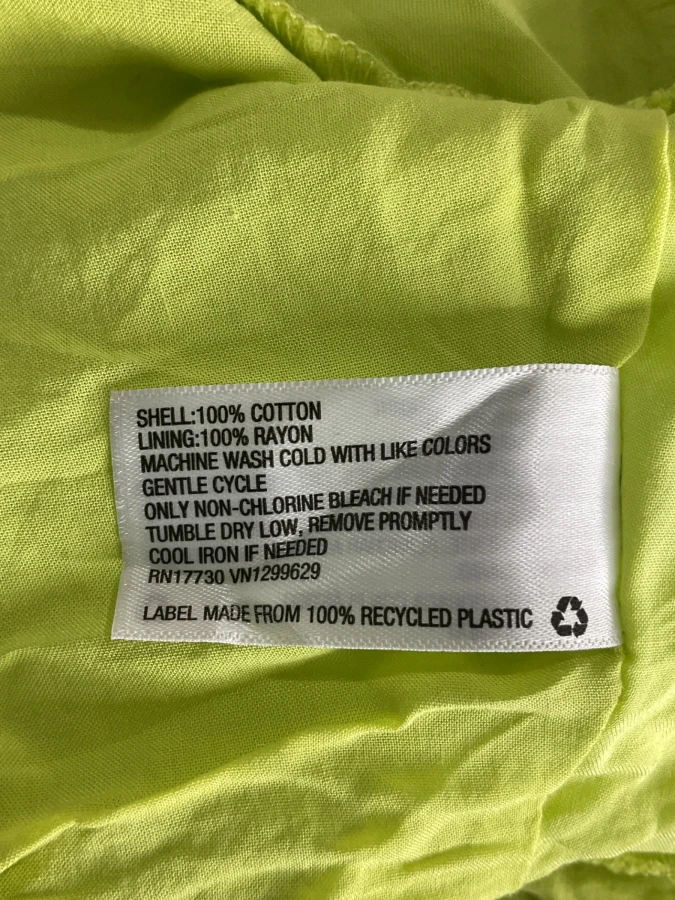 SHELL:100% COTTON
LINING:100% RAYON
MACHINE WASH COLD WITH LIKE COLORS
GENTLE CYCLE
ONLY NON-CHLORINE BLEACH IF NEEDED
TUMBLE DRY LOW, REMOVE PROMPTLY
COOL IRON IF NEEDED
RN17730 VN1299629
LABEL MADE FROM 100% RECYCLED PLASTIC